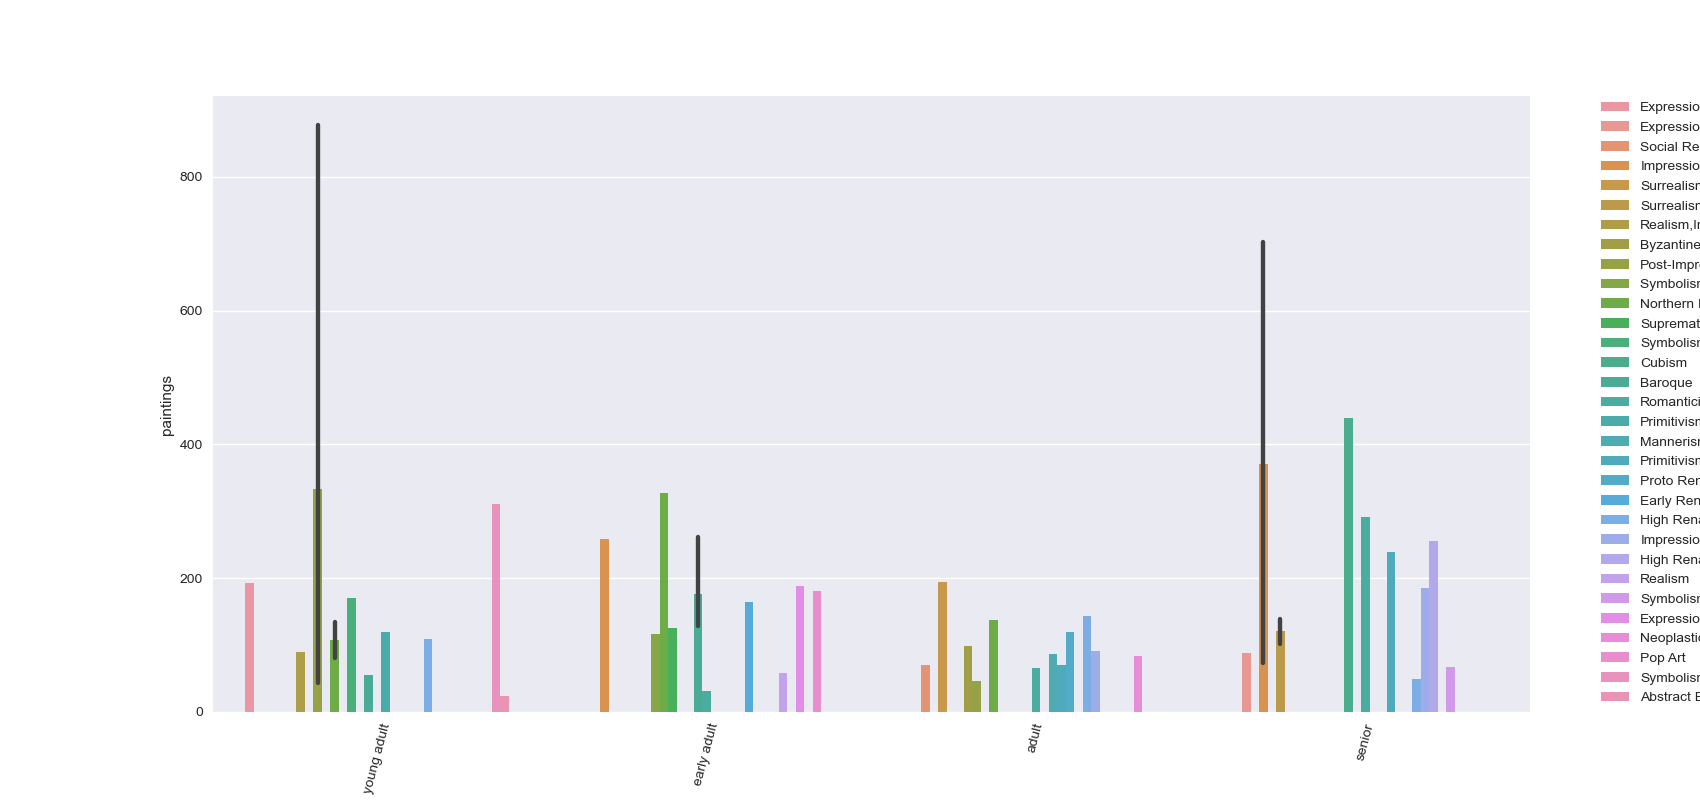 800
600
400
200
0
paintings
young adult
early adult
adult
senior
Expressio
Expressio
Social Re
Impressio
Surrealism
Surrealism
Realism,Ir
Byzantine
Post-Impr
Symbolism
Northern
Supremat
Symbolism
Cubism
Baroque
Romantici
Primitivism
Mannerism
Primitivism
Proto Ren
Early Ren
High Rena
Impressio
High Rena
Realism
Symbolism
Expressio
Neoplastic
Pop Art
Symbolism
Abstract E